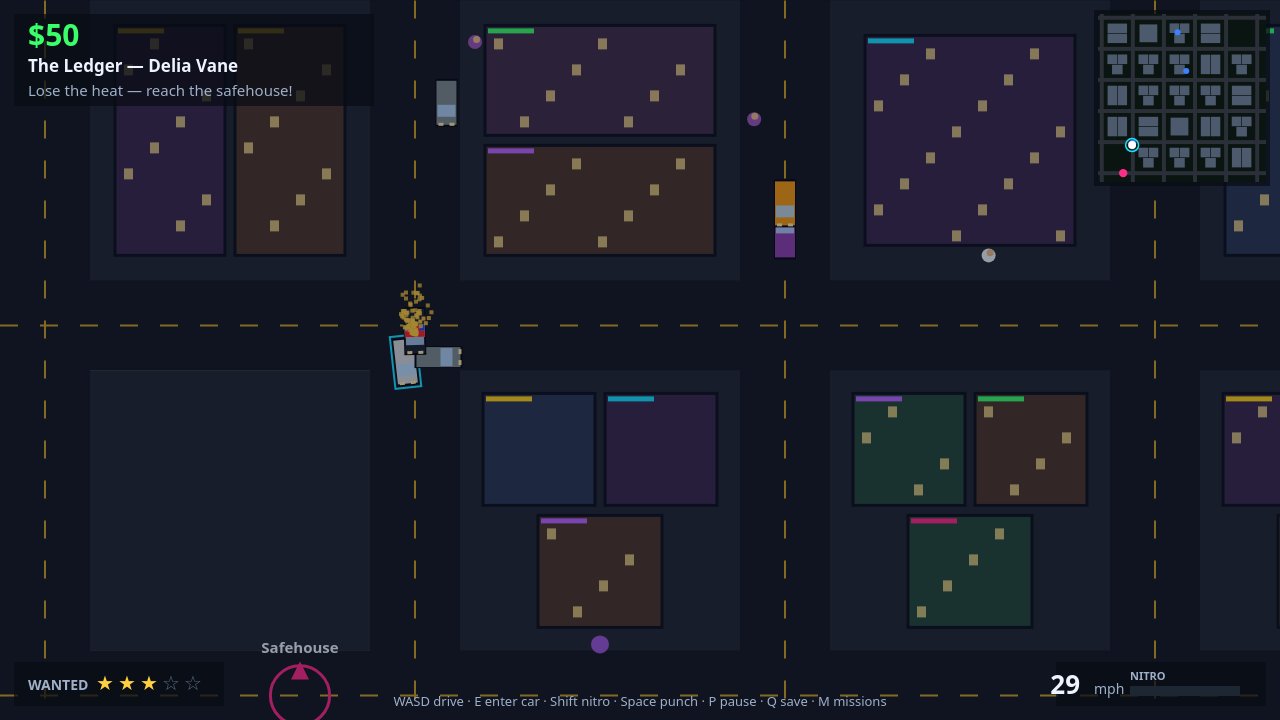 $50
The Ledger — Delia Vane
Lose the heat — reach the safehouse!
Safehouse
WANTED ★★★☆☆
WASD drive · E enter car · Shift nitro · Space punch · P pause · Q save · M missions
29 mph
NITRO